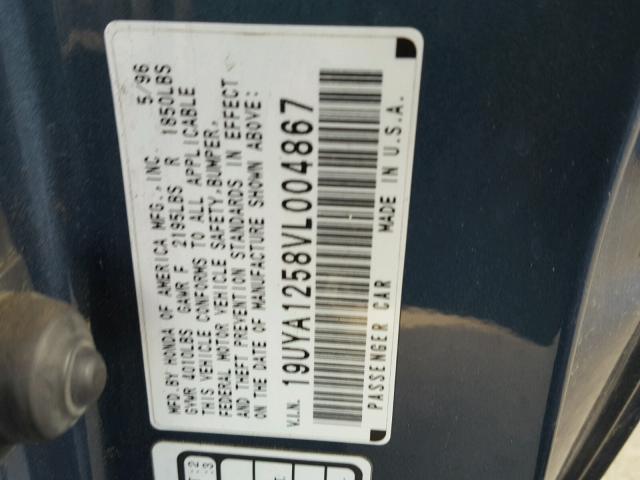 MFD.BY HONDA OF AMERICA MFG.,INC. 5/96
GVWR 4010LBS GAWR F 2195LBS R 1850LBS
THIS VEHICLE CONFORMS TO ALL APPLICABLE
FEDERAL MOTOR VEHICLE SAFETY,BUMPER,
AND THEFT PREVENTION STANDARDS IN EFFECT
ON THE DATE OF MANUFACTURE SHOWN ABOVE:
V.I.N. 19UYA1258VL004867
PASSENGER CAR MADE IN U.S.A.